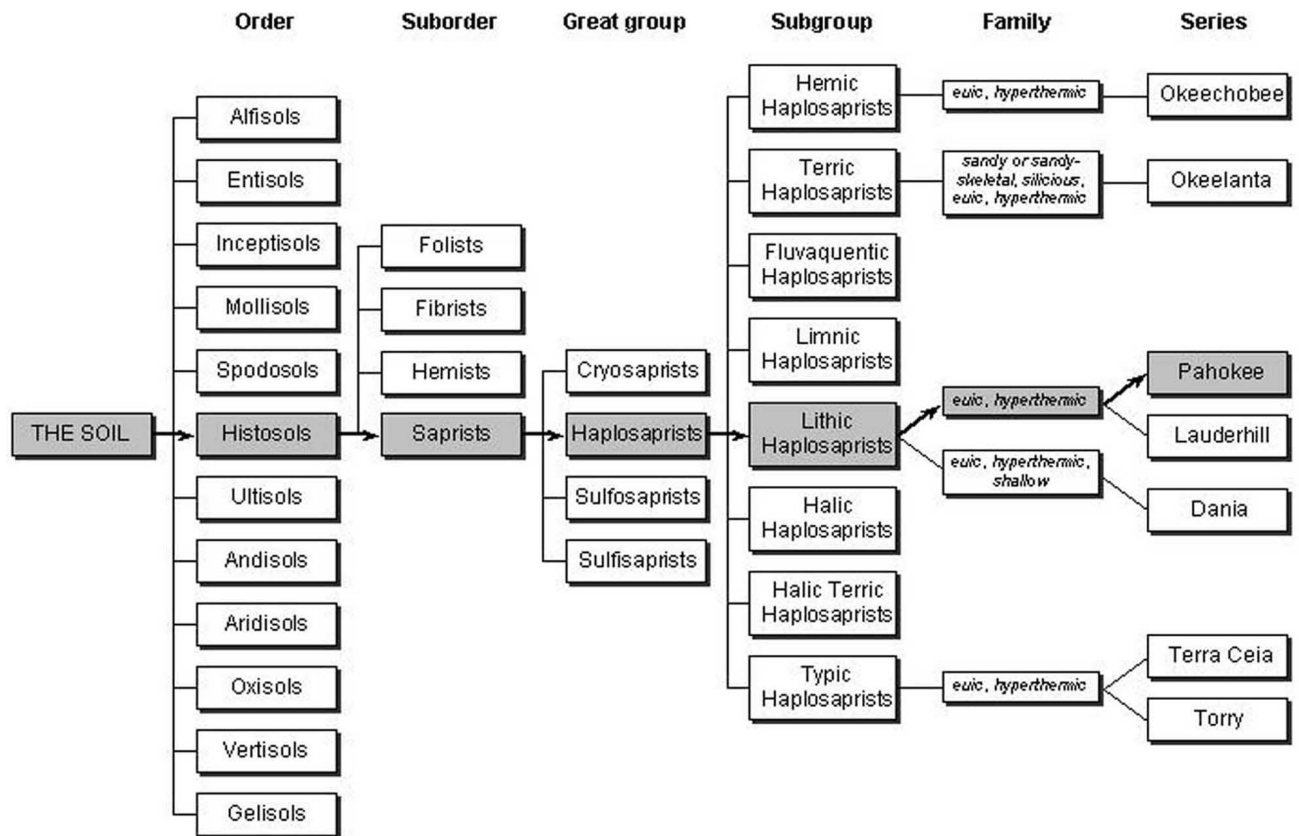 Order Suborder Great group Subgroup Family Series
THE SOIL
Alfisols
Entisols
Inceptisols
Mollisols
Spodosols
Histosols
Ultisols
Andisols
Aridisols
Oxisols
Vertisols
Gelisols
Folists
Fibrists
Hemists
Saprists
Cryosaprists
Haplosaprists
Sulfosaprists
Sulfisaprists
Hemic
Haplosaprists
Terric
Haplosaprists
Fluvaquentic
Haplosaprists
Limnic
Haplosaprists
Lithic
Haplosaprists
Halic
Haplosaprists
Halic Terric
Haplosaprists
Typic
Haplosaprists
euic, hyperthermic
sandy or sandy-
skeletal, silicious,
euic, hyperthermic
euic, hyperthermic
euic, hyperthermic,
shallow
euic, hyperthermic
Okeechobee
Okeelanta
Pahokee
Lauderhill
Dania
Terra Ceia
Torry